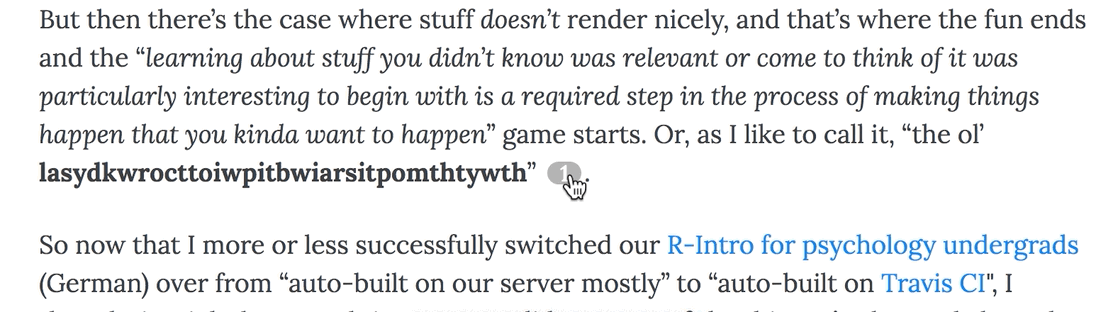 But then there’s the case where stuff doesn’t render nicely, and that’s where the fun ends
and the “learning about stuff you didn’t know was relevant or come to think of it was
particularly interesting to begin with is a required step in the process of making things
happen that you kinda want to happen” game starts. Or, as I like to call it, “the ol’
lasydkwrocttoiwpitbwiarsitpomthtywth” 1.
So now that I more or less successfully switched our R-Intro for psychology undergrads
(German) over from “auto-built on our server mostly” to “auto-built on Travis CI", I